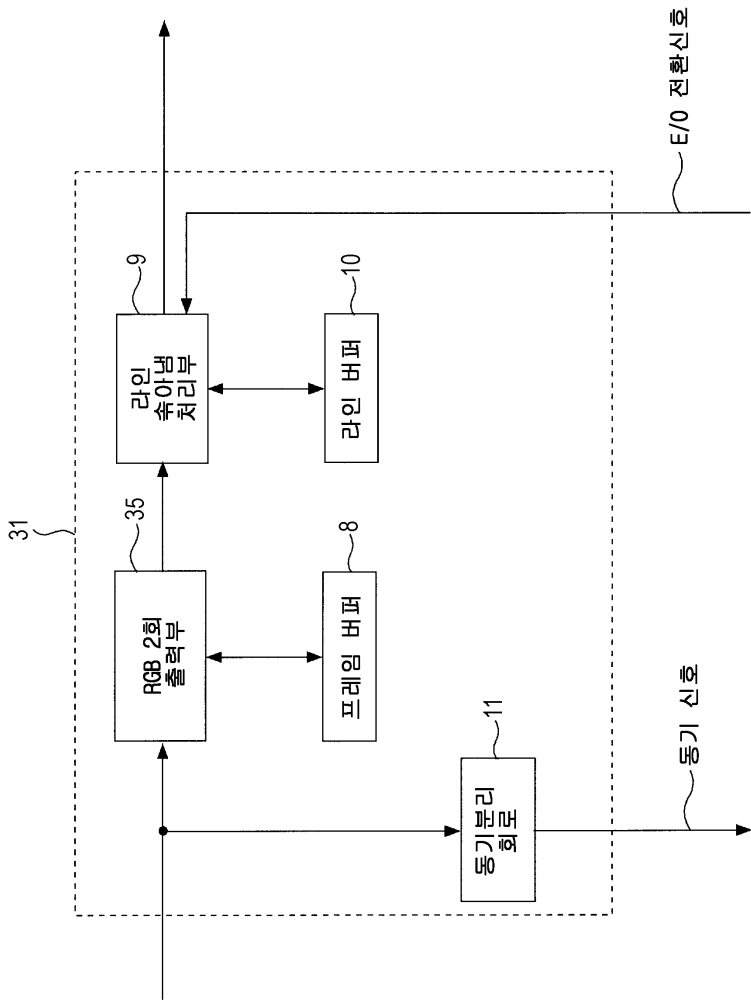 31
35
RGB 2회
출력부
9
라인
솎아냄
처리부
8
프레임 버퍼
10
라인 버퍼
11
동기분리
회로
동기 신호
E/O 전환신호